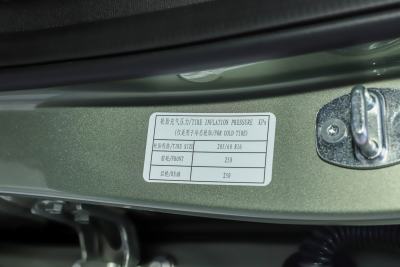 轮胎充气压力/TIRE INFLATION PRESSURE KPa
(仅适用于冷态轮胎/FOR COLD TIRE)
轮胎规格/TIRE SIZE 205/60 R16
前轮/FRONT 250
后轮/REAR 250